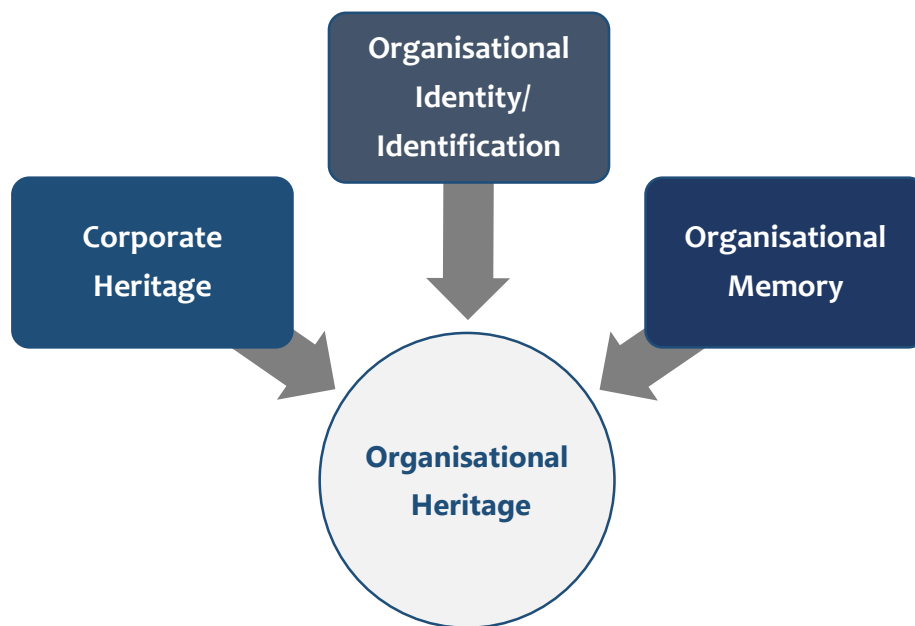 Organisational
Identity/
Identification
Corporate
Heritage
Organisational
Memory
Organisational
Heritage